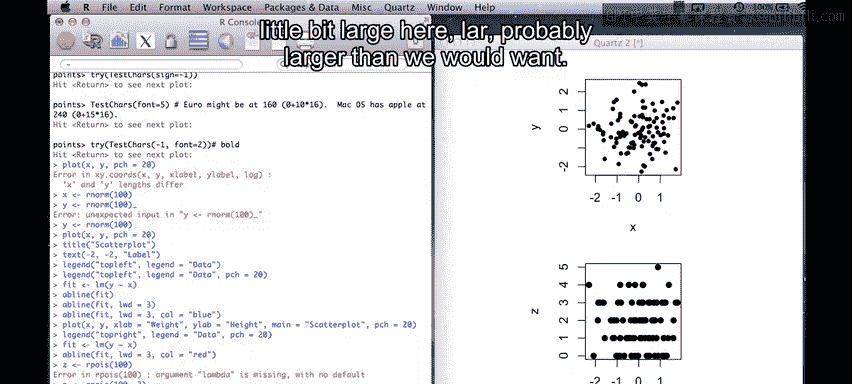 R File Edit Format Workspace Packages & Data Misc Window Quartz Help 100%
R Console
little bit large here, lar, probably
larger than we would want.
Quartz 2 [*]
points> try(TestChars(sign=-1))
Hit <Return> to see next plot:
points> TestChars(font=5) # Euro might be at 160 (0+10*16).  Mac OS has apple at
240 (0+15*16).
Hit <Return> to see next plot:
points> try(TestChars(-1, font=2))# bold
Hit <Return> to see next plot:
> plot(x, y, pch = 20)
Error in xy.coords(x, y, xlabel, ylabel, log) :
'x' and 'y' lengths differ
> x <- rnorm(100)
> y <- rnorm(100)_
Error: unexpected input in "y <- rnorm(100)_"
> y <- rnorm(100)
> plot(x, y, pch = 20)
> title("Scatterplot")
> text(-2, -2, "Label")
> legend("topleft", legend = "Data")
> legend("topleft", legend = "Data", pch = 20)
> fit <- lm(y ~ x)
> abline(fit)
> abline(fit, lwd = 3)
> abline(fit, lwd = 3, col = "blue")
> plot(x, y, xlab = "Weight", ylab = "Height", main = "Scatterplot", pch = 20)
> legend("topright", legend = "Data", pch = 20)
> fit <- lm(y ~ x)
> abline(fit, lwd = 3, col = "red")
> z <- rpois(100)
Error in rpois(100) : argument "lambda" is missing, with no default
y
2
1
0
-2
-2 -1 0 1
x
z
5
4
3
2
1
0
-2 -1 0 1